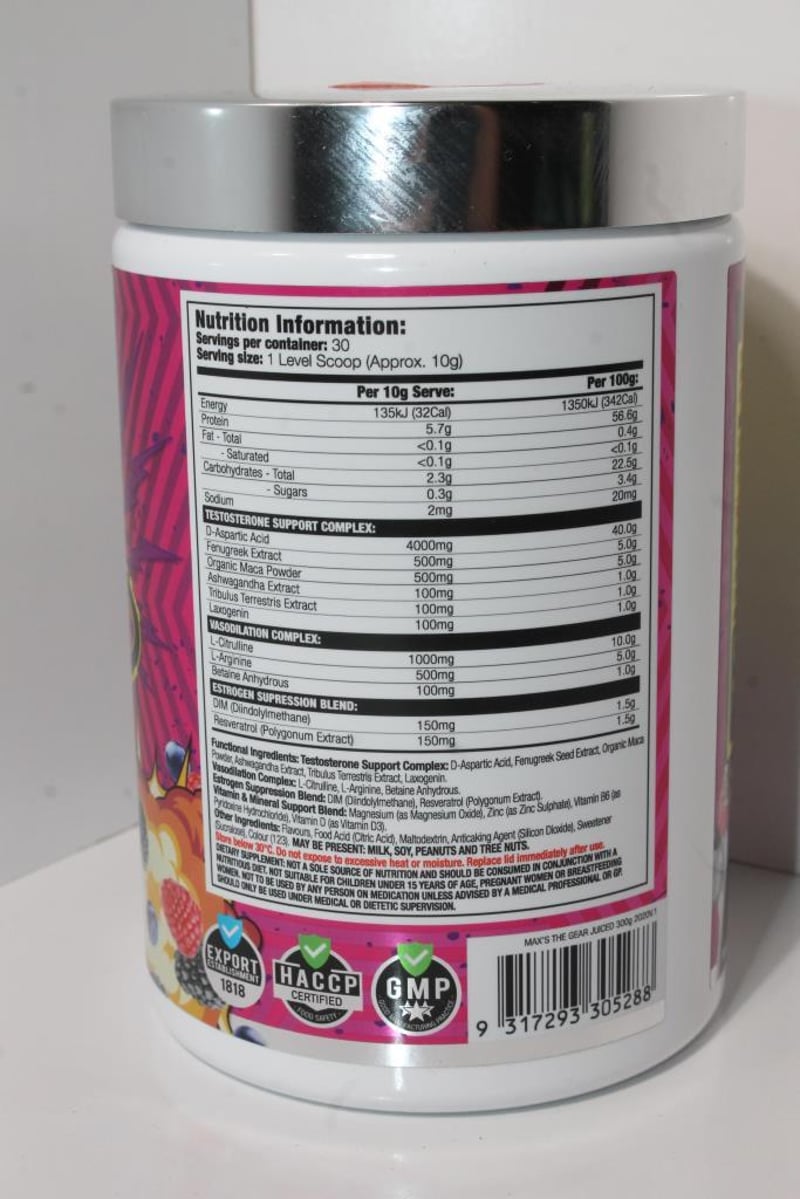 Nutrition Information:
Servings per container: 30
Serving size: 1 Level Scoop (Approx. 10g)
Per 10g Serve: Per 100g:
Energy 135kJ (32Cal) 1350kJ (342Cal)
Protein 5.7g 56.6g
Fat - Total <0.1g 0.4g
- Saturated <0.1g <0.1g
Carbohydrates - Total 2.3g 22.5g
- Sugars 0.3g 3.4g
Sodium 2mg 20mg
TESTOSTERONE SUPPORT COMPLEX:
D-Aspartic Acid 4000mg 40.0g
Fenugreek Extract 500mg 5.0g
Organic Maca Powder 500mg 5.0g
Ashwagandha Extract 100mg 1.0g
Tribulus Terrestris Extract 100mg 1.0g
Laxogenin 100mg 1.0g
VASODILATION COMPLEX:
L-Citrulline 1000mg 10.0g
L-Arginine 500mg 5.0g
Betaine Anhydrous 100mg 1.0g
ESTROGEN SUPRESSION BLEND:
DIM (Diindolylmethane) 150mg 1.5g
Resveratrol (Polygonum Extract) 150mg 1.5g
Functional Ingredients: Testosterone Support Complex: D-Aspartic Acid, Fenugreek Seed Extract, Organic Maca
Powder, Ashwagandha Extract, Tribulus Terrestris Extract, Laxogenin.
Vasodilation Complex: L-Citrulline, L-Arginine, Betaine Anhydrous.
Estrogen Suppression Blend: DIM (Diindolylmethane), Resveratrol (Polygonum Extract).
Vitamin & Mineral Support Blend: Magnesium (as Magnesium Oxide), Zinc (as Zinc Sulphate), Vitamin B6 (as
Pyridoxine Hydrochloride), Vitamin D (as Vitamin D3).
Other Ingredients: Flavours, Food Acid (Citric Acid), Maltodextrin, Anticaking Agent (Silicon Dioxide), Sweetener
(Sucralose), Colour (123). MAY BE PRESENT: MILK, SOY, PEANUTS AND TREE NUTS.
Store below 30°C. Do not expose to excessive heat or moisture. Replace lid immediately after use.
DIETARY SUPPLEMENT: NOT A SOLE SOURCE OF NUTRITION AND SHOULD BE CONSUMED IN CONJUNCTION WITH A
NUTRITIOUS DIET. NOT SUITABLE FOR CHILDREN UNDER 15 YEARS OF AGE, PREGNANT WOMEN OR BREASTFEEDING
WOMEN. NOT TO BE USED BY ANY PERSON ON MEDICATION UNLESS ADVISED BY A MEDICAL PROFESSIONAL OR GP.
SHOULD ONLY BE USED UNDER MEDICAL OR DIETETIC SUPERVISION.
EXPORT
ESTABLISHMENT
1818
HACCP
CERTIFIED
FOOD SAFETY
GMP
GOOD MANUFACTURING PRACTICE
MAX'S THE GEAR JUICED 300g 2020V1
9 317293 305288